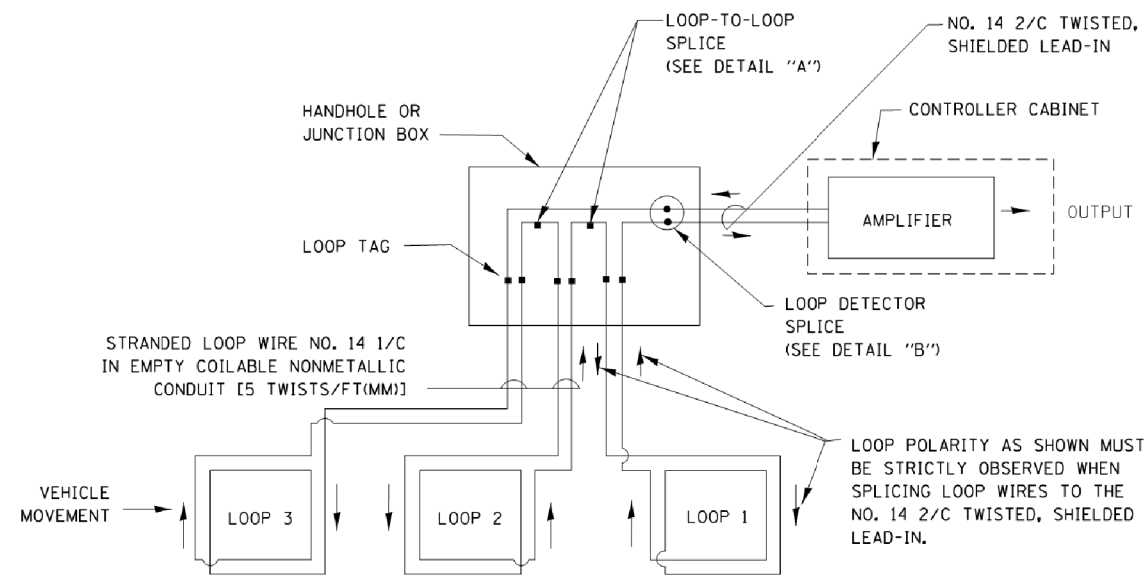 LOOP-TO-LOOP
SPLICE
(SEE DETAIL "A")
NO. 14 2/C TWISTED,
SHIELDED LEAD-IN
HANDHOLE OR
JUNCTION BOX
CONTROLLER CABINET
AMPLIFIER
OUTPUT
LOOP TAG
LOOP DETECTOR
SPLICE
(SEE DETAIL "B")
STRANDED LOOP WIRE NO. 14 1/C
IN EMPTY COILABLE NONMETALLIC
CONDUIT [5 TWISTS/FT(MM)]
LOOP POLARITY AS SHOWN MUST
BE STRICTLY OBSERVED WHEN
SPLICING LOOP WIRES TO THE
NO. 14 2/C TWISTED, SHIELDED
LEAD-IN.
VEHICLE
MOVEMENT
LOOP 3
LOOP 2
LOOP 1